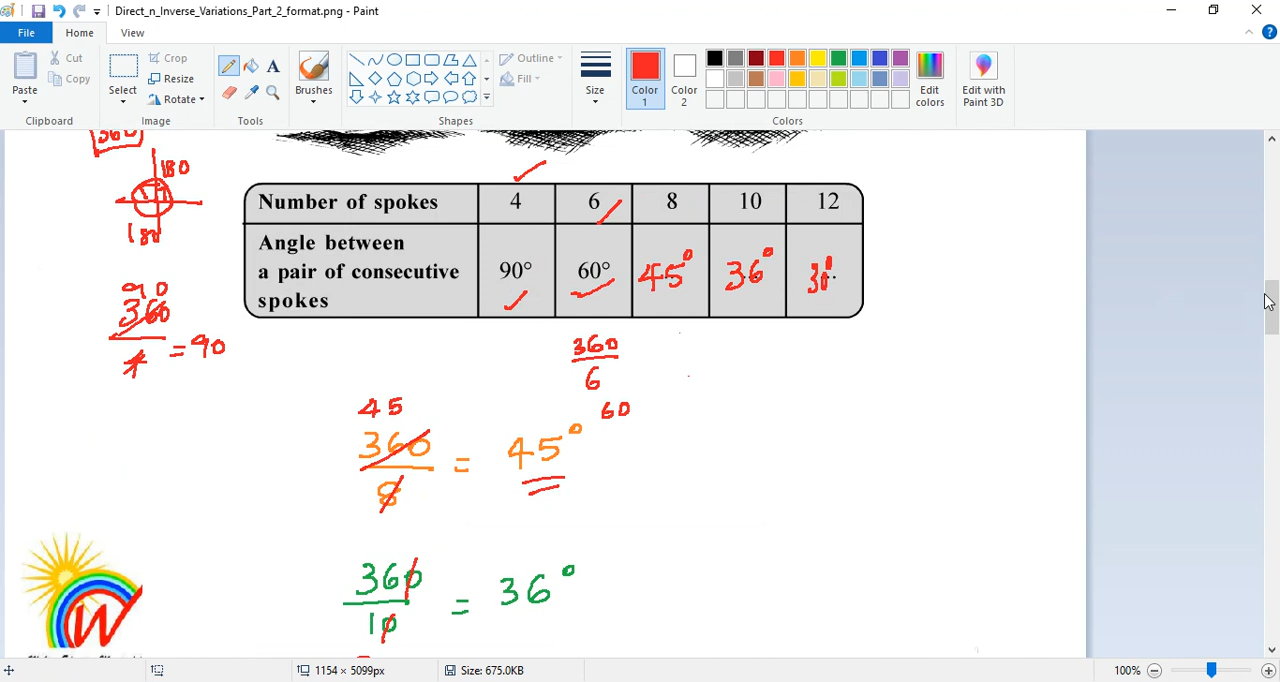 Direct_n_Inverse_Variations_Part_2_format.png - Paint
File Home View
Paste
Cut
Copy
Clipboard
Select
Crop
Resize
Rotate
Image
Tools
Brushes
Shapes
Outline
Fill
Size
Color 1
Color 2
Colors
Edit colors
Edit with Paint 3D
360
180
180
90
360
4
= 90
Number of spokes 4 6 8 10 12
Angle between
a pair of consecutive
spokes
90° 60° 45° 36° 30°
360
6
60
45
360
8
= 45°
360
10
= 36°
1154 × 5099px
Size: 675.0KB
100%